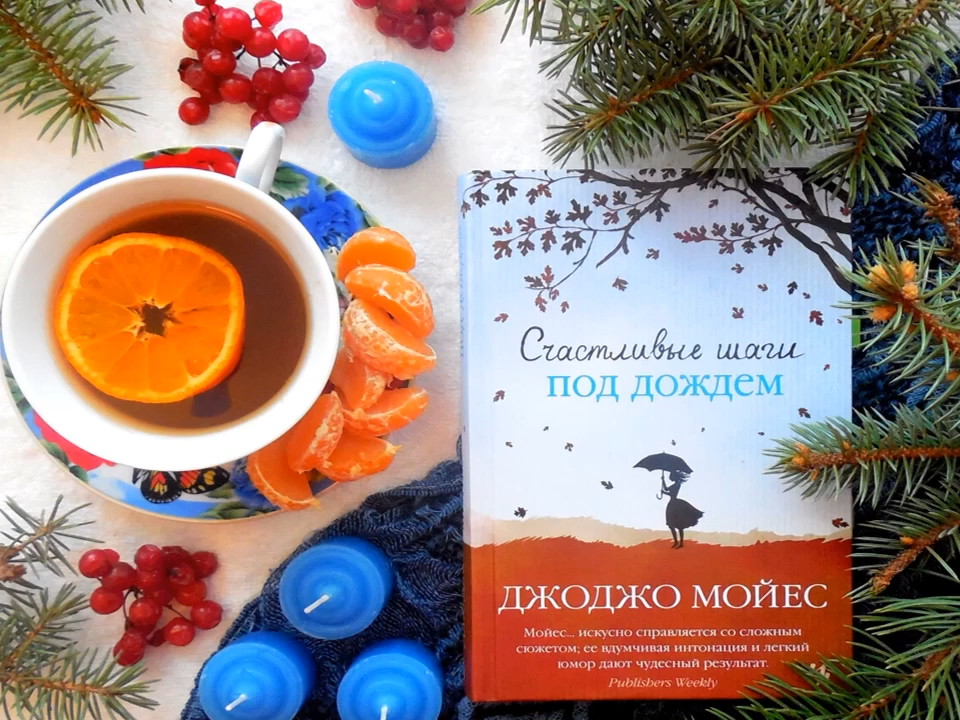 Счастливые шаги
ПОД ДОЖДЕМ
ДЖОДЖО МОЙЕС
Мойес... искусно справляется со сложным
сюжетом; ее вдумчивая интонация и легкий
юмор дают чудесный результат.
Publishers Weekly